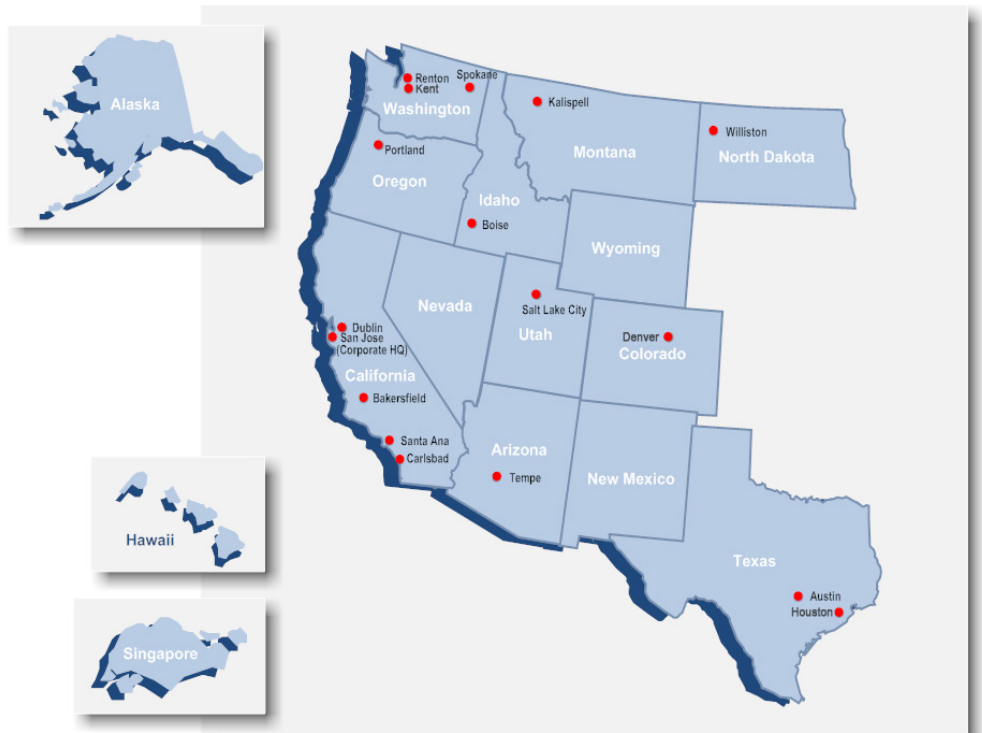 Alaska
Renton
Kent
Spokane
Washington
Kalispell
Montana
Williston
North Dakota
Portland
Oregon
Idaho
Boise
Wyoming
Nevada
Salt Lake City
Utah
Denver
Colorado
Dublin
San Jose
(Corporate HQ)
California
Bakersfield
Santa Ana
Carlsbad
Arizona
Tempe
New Mexico
Texas
Austin
Houston
Hawaii
Singapore